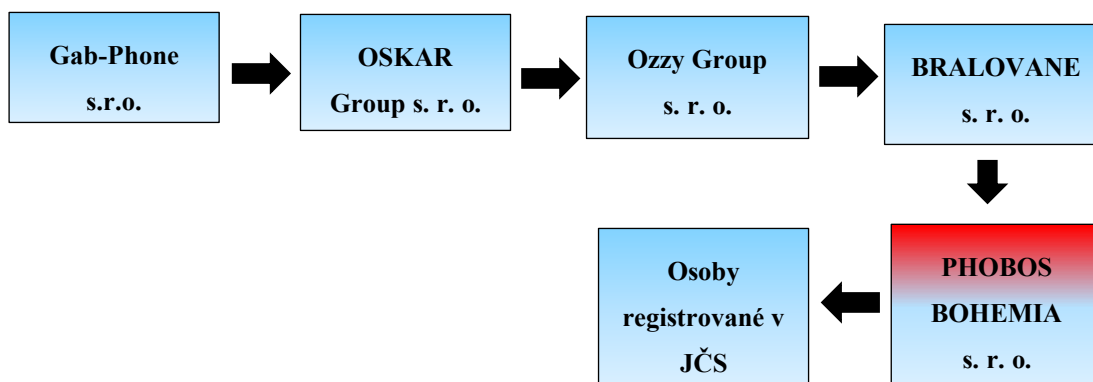 Gab-Phone
s.r.o.
OSKAR
Group s. r. o.
Ozzy Group
s. r. o.
BRALOVANE
s. r. o.
PHOBOS
BOHEMIA
s. r. o.
Osoby
registrované v
JČS